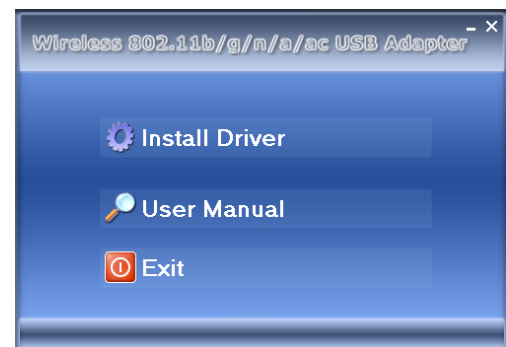 Wireless 802.11b/g/n/a/ac USB Adapter
Install Driver
User Manual
Exit